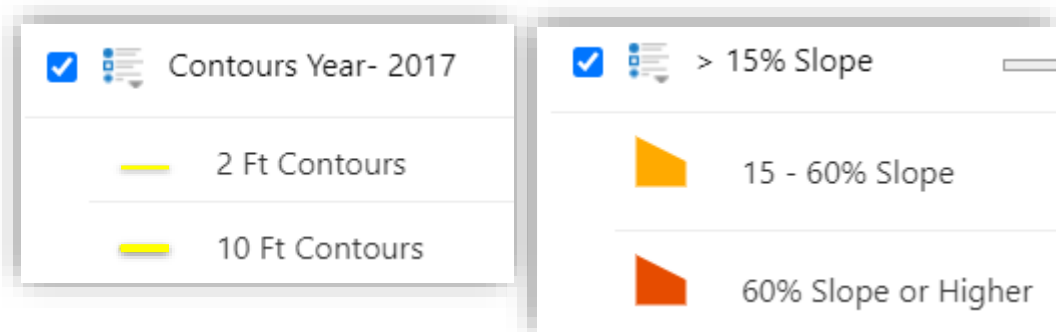 Contours Year- 2017
2 Ft Contours
10 Ft Contours
> 15% Slope
15 - 60% Slope
60% Slope or Higher